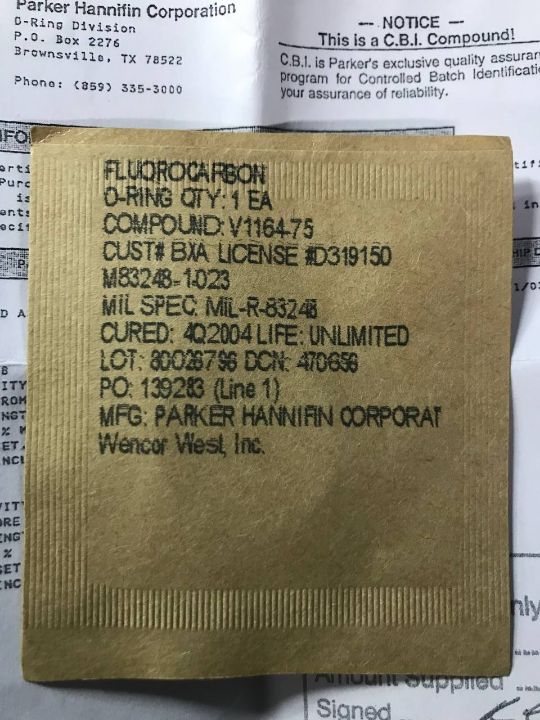 Parker Hannifin Corporation
O-Ring Division
P.O. Box 2276
Brownsville, TX 78522
Phone: (859) 335-3000
— NOTICE —
This is a C.B.I. Compound!
C.B.I. is Parker's exclusive quality assuran
program for Controlled Batch Identificati
your assurance of reliability.
FLUOROCARBON
O-RING QTY: 1 EA
COMPOUND: V1164-75
CUST# BXA LICENSE #D319150
M83248-1-023
MIL SPEC: MIL-R-83248
CURED: 4Q2004 LIFE: UNLIMITED
LOT: 80026796 DCN: 470656
PO: 139283 (Line 1)
MFG: PARKER HANNIFIN CORPORAT
Wencor West, Inc.
Amount Supplied
Signed